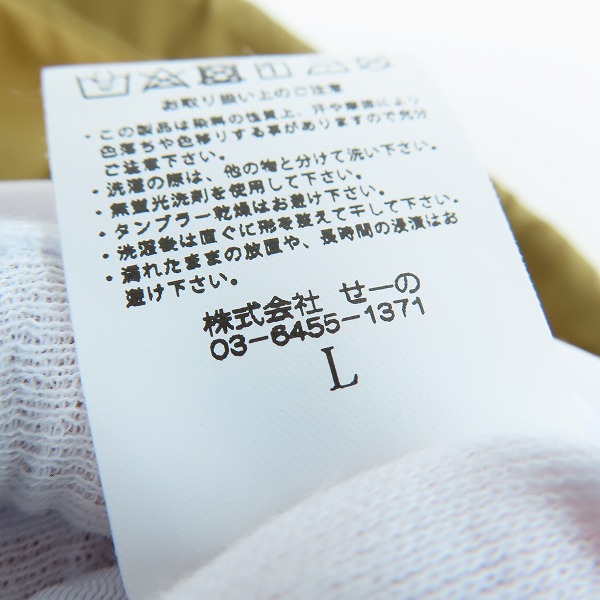 お取り扱い上のご注意
・この製品は染料の性質上、汗や摩擦により
色落ちや色移りする事がありますので充分
ご注意下さい。
・洗濯の際は、他の物と分けて洗い下さい。
・無蛍光洗剤を使用して下さい。
・タンブラー乾燥はお避け下さい。
・洗濯後は直ぐに形を整えて干して下さい。
・濡れたままの放置や、長時間の浸漬はお
避け下さい。
株式会社 せーの
03-6455-1371
L